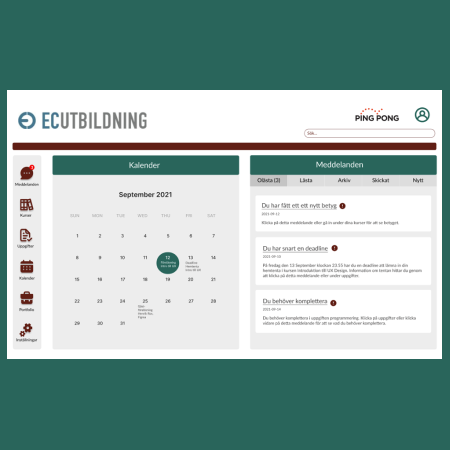 ECUTBILDNING
PING PONG
Sök...
Meddelanden
Kurser
Uppgifter
Kalender
Portfolio
Inställningar
Kalender
September 2021
SUN MON TUE WED THU FRI SAT
1 2 3 4 5 6 7
8 9 10 11 12 13 14
15 16 17 18 19 20 21
22 23 24 25 26 27 28
29 30 31
Meddelanden
Olästa (3) Lästa Arkiv Skickat Nytt
Du har fått ett ett nytt betyg
2021-09-11
Klicka på detta meddelande eller gå in under dina kurser för att se betyget.
Du har snart en deadline
2021-09-10
På fredag den 12 September klockan 23:55 har du en deadline att lämna in din
hemtenta i kursen Introduktion till UX Design. Information om tentan hittar du genom
att klicka på detta meddelande eller under uppgifter.
Du behöver komplettera
2021-09-14
Du behöver komplettera i uppgiften programmering. Klicka på uppgifter eller klicka
vidare på detta meddelande för att se vad du behöver komplettera.